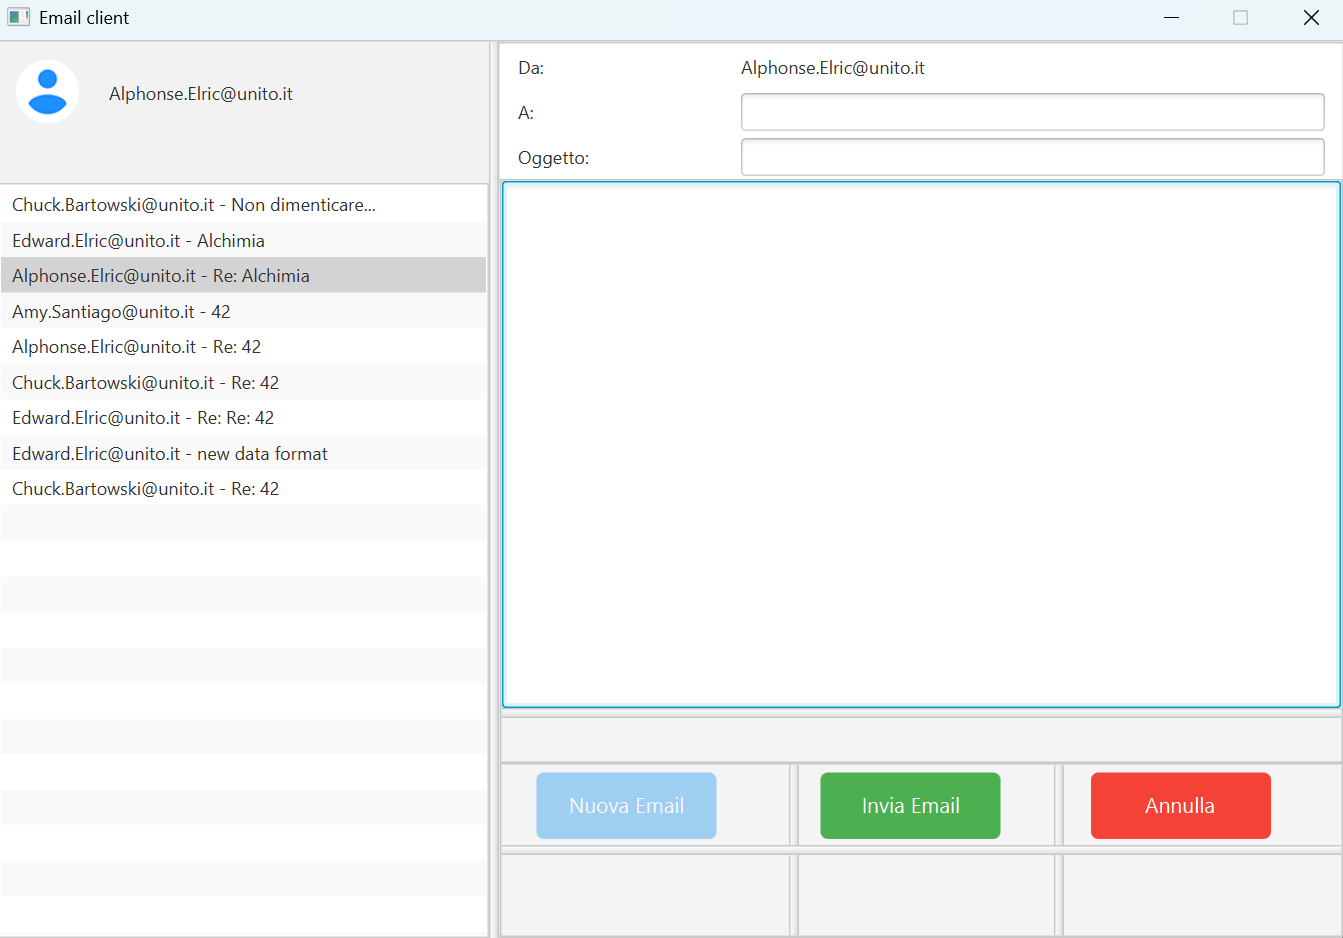 Email client
Alphonse.Elric@unito.it
Chuck.Bartowski@unito.it - Non dimenticare...
Edward.Elric@unito.it - Alchimia
Alphonse.Elric@unito.it - Re: Alchimia
Amy.Santiago@unito.it - 42
Alphonse.Elric@unito.it - Re: 42
Chuck.Bartowski@unito.it - Re: 42
Edward.Elric@unito.it - Re: Re: 42
Edward.Elric@unito.it - new data format
Chuck.Bartowski@unito.it - Re: 42
Da: Alphonse.Elric@unito.it
A:
Oggetto:
Nuova Email Invia Email Annulla